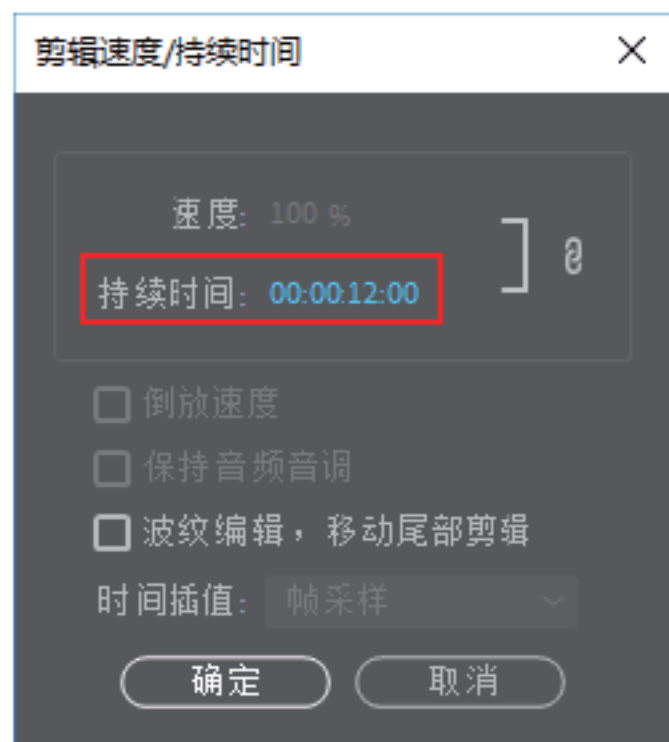 剪辑速度/持续时间
速度: 100 %
持续时间: 00:00:12:00
倒放速度
保持音频音调
波纹编辑，移动尾部剪辑
时间插值: 帧采样
确定 取消